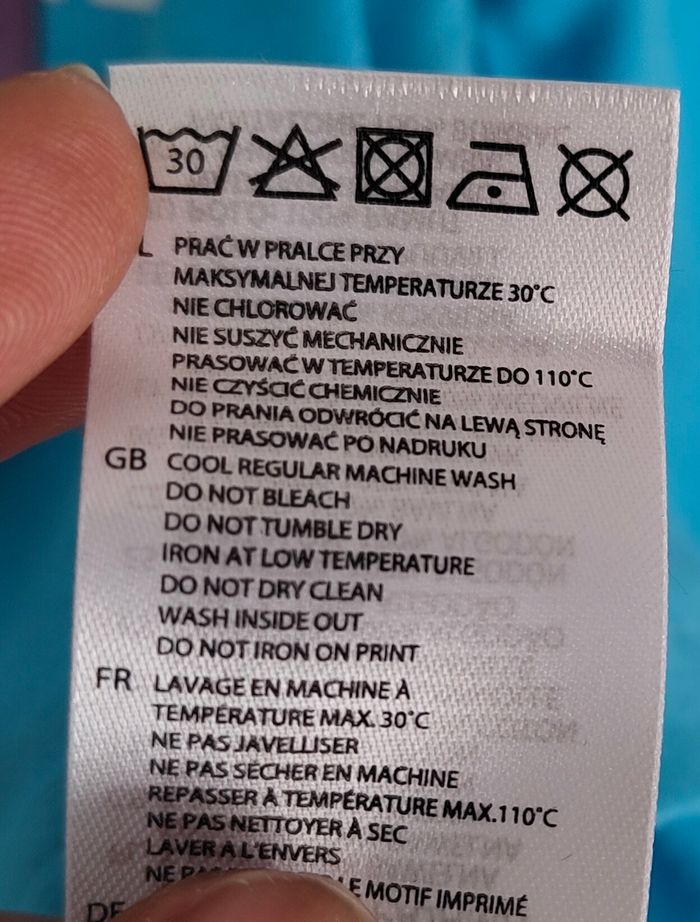 30
PRAĆ W PRALCE PRZY
MAKSYMALNEJ TEMPERATURZE 30°C
NIE CHLOROWAĆ
NIE SUSZYĆ MECHANICZNIE
PRASOWAĆ W TEMPERATURZE DO 110°C
NIE CZYŚCIĆ CHEMICZNIE
DO PRANIA ODWRÓCIĆ NA LEWĄ STRONĘ
NIE PRASOWAĆ PO NADRUKU
GB COOL REGULAR MACHINE WASH
DO NOT BLEACH
DO NOT TUMBLE DRY
IRON AT LOW TEMPERATURE
DO NOT DRY CLEAN
WASH INSIDE OUT
DO NOT IRON ON PRINT
FR LAVAGE EN MACHINE À
TEMPÉRATURE MAX. 30°C
NE PAS JAVELLISER
NE PAS SÉCHER EN MACHINE
REPASSER À TEMPÉRATURE MAX.110°C
NE PAS NETTOYER À SEC
LAVER A L'ENVERS
NE LE MOTIF IMPRIMÉ
DE